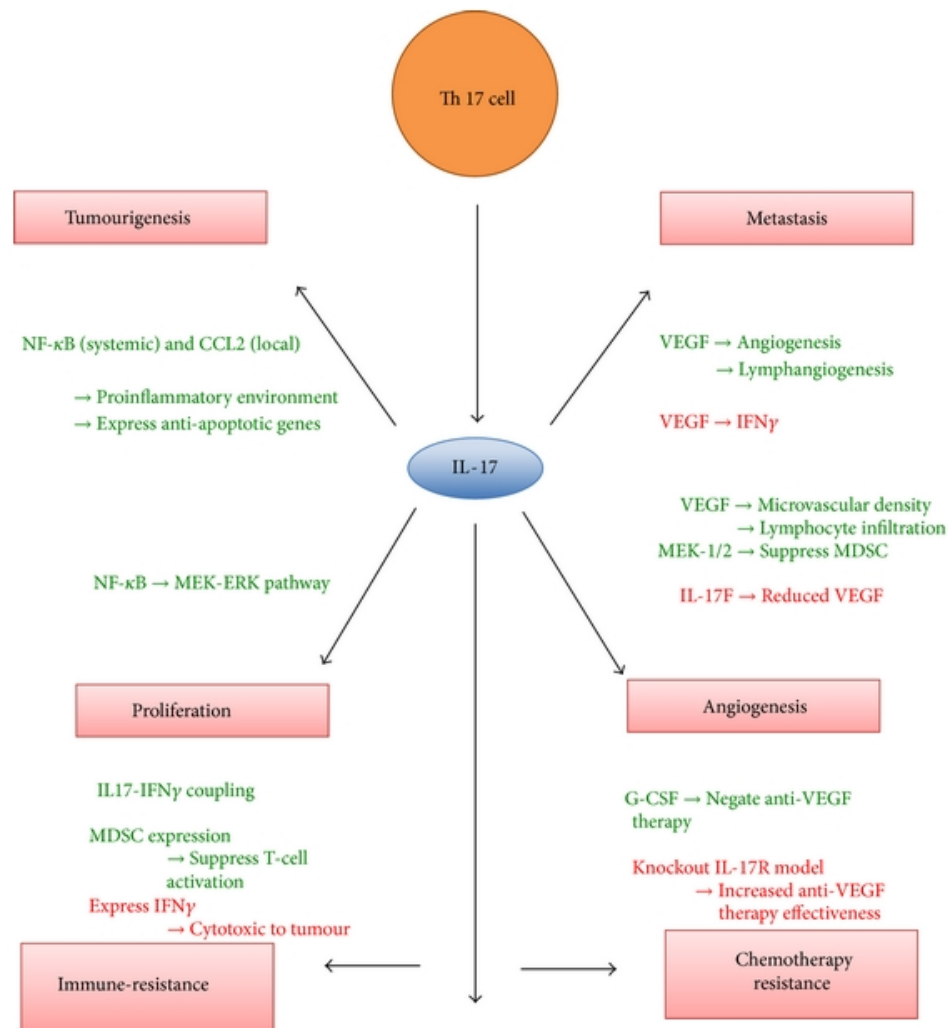 Th 17 cell
Tumourigenesis
Metastasis
NF-κB (systemic) and CCL2 (local)
→ Proinflammatory environment
→ Express anti-apoptotic genes
VEGF → Angiogenesis
→ Lymphangiogenesis
VEGF → IFNγ
IL-17
VEGF → Microvascular density
→ Lymphocyte infiltration
MEK-1/2 → Suppress MDSC
IL-17F → Reduced VEGF
NF-κB → MEK-ERK pathway
Proliferation
Angiogenesis
IL17-IFNγ coupling
MDSC expression
→ Suppress T-cell
activation
Express IFNγ
→ Cytotoxic to tumour
G-CSF → Negate anti-VEGF
therapy
Knockout IL-17R model
→ Increased anti-VEGF
therapy effectiveness
Immune-resistance
Chemotherapy
resistance